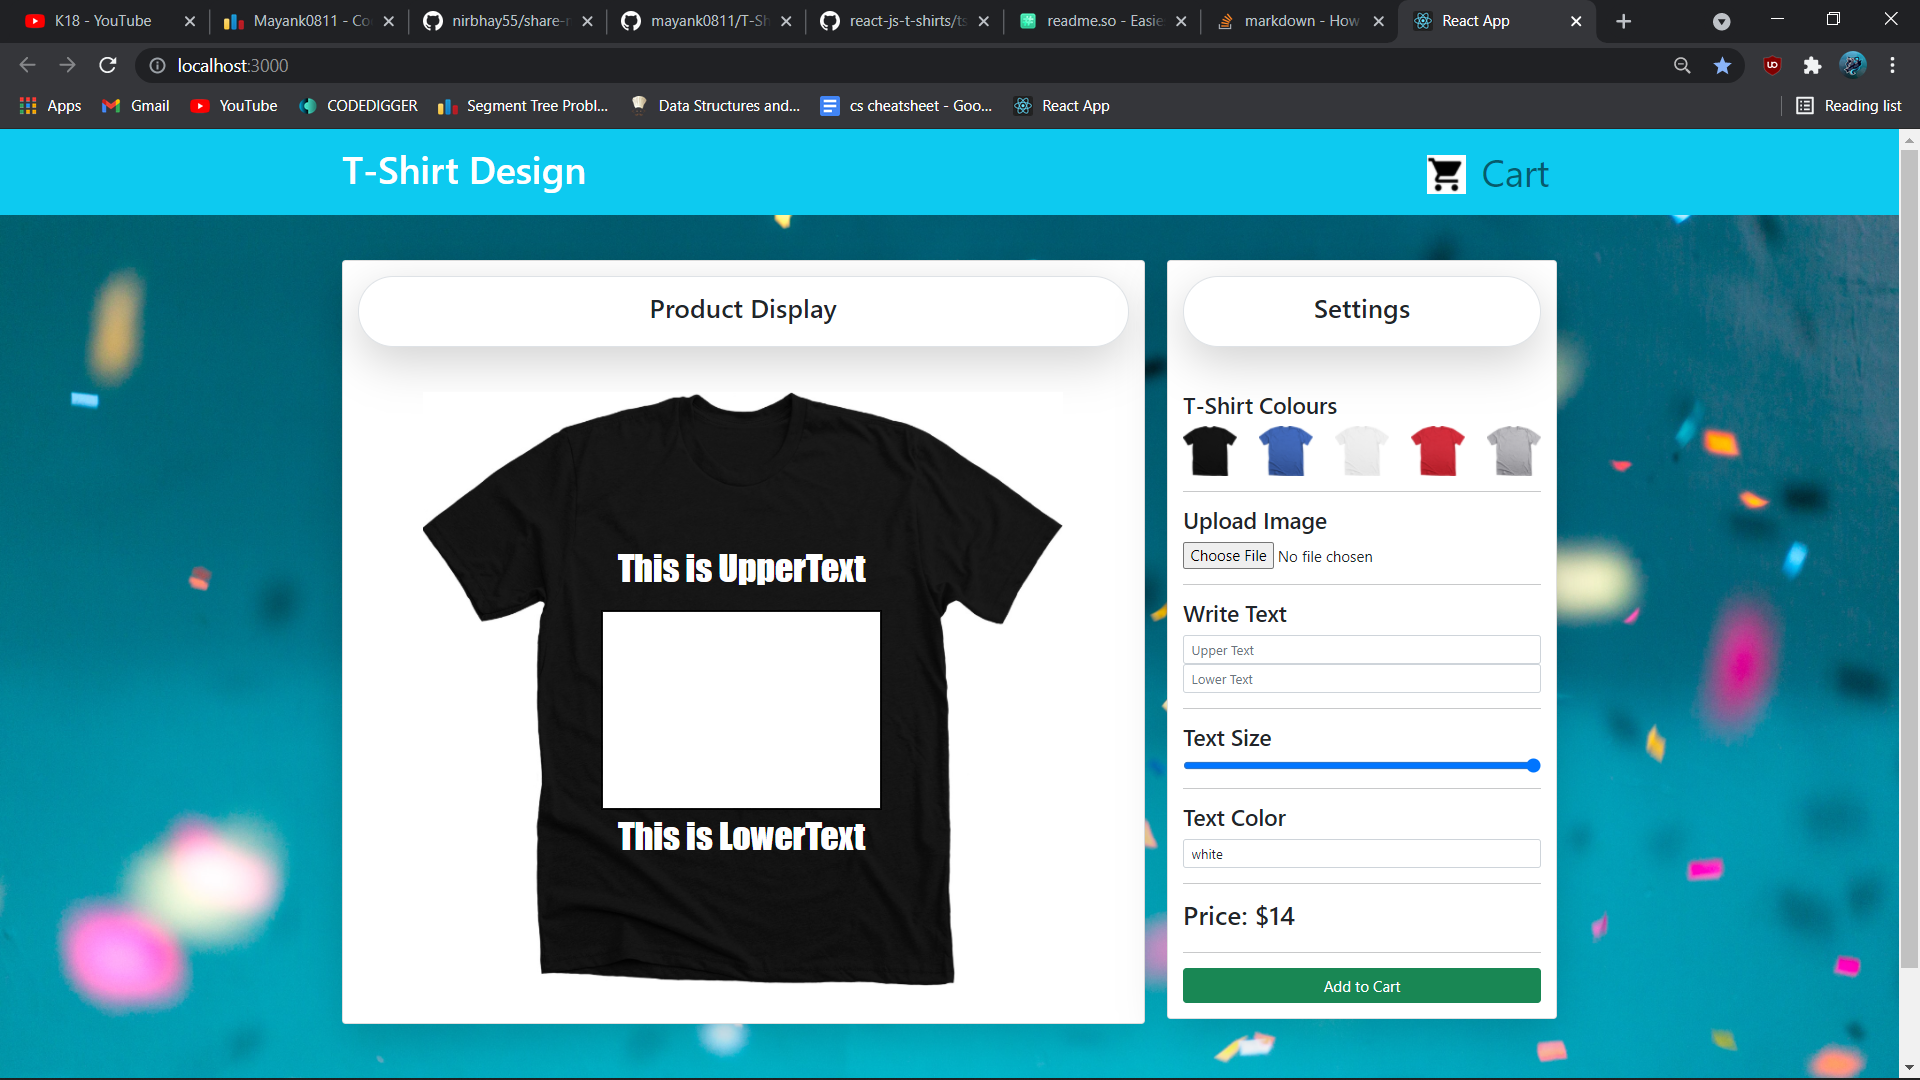 K18 - YouTube
Mayank0811 - Co
nirbhay55/share-r
mayank0811/T-Sh
react-js-t-shirts/ts
readme.so - Easie
markdown - How
React App
localhost:3000
Apps
Gmail
YouTube
CODEDIGGER
Segment Tree Probl...
Data Structures and...
cs cheatsheet - Goo...
React App
Reading list
T-Shirt Design
Cart
Product Display
This is UpperText
This is LowerText
Settings
T-Shirt Colours
Upload Image
Choose File No file chosen
Write Text
Upper Text
Lower Text
Text Size
Text Color
white
Price: $14
Add to Cart